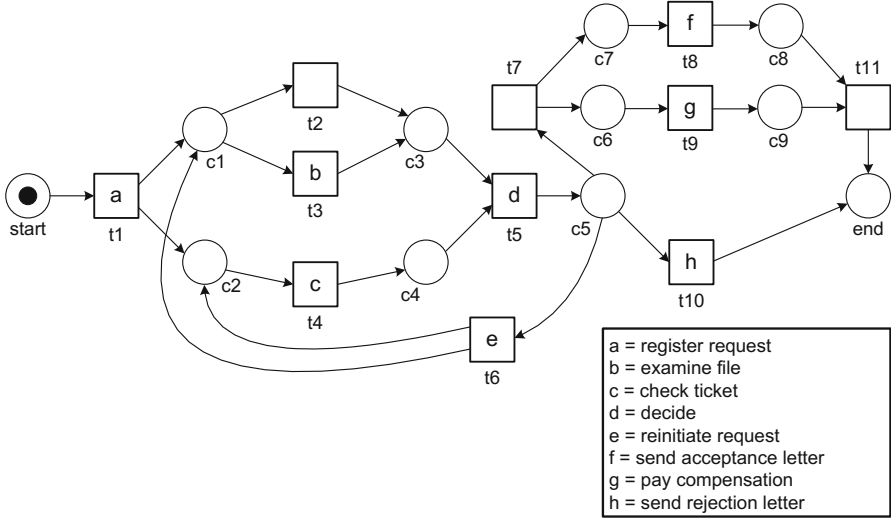 t7
f
c7
t8
c8
t11
t2
c1
c3
b
t3
g
c6
t9
c9
start
a
t1
d
t5
c5
end
c2
c
t4
c4
h
t10
e
t6
a = register request
b = examine file
c = check ticket
d = decide
e = reinitiate request
f = send acceptance letter
g = pay compensation
h = send rejection letter